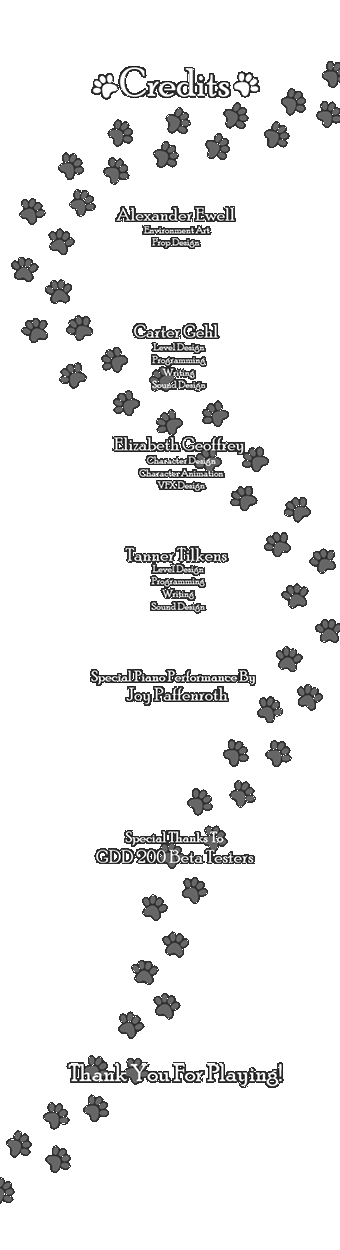 Credits
Alexander Ewell
Environment Art
Prop Design
Carter Gehl
Level Design
Programming
Writing
Sound Design
Elizabeth Geoffrey
Character Design
Character Animation
VFX Design
Tanner Tilkens
Level Design
Programming
Writing
Sound Design
Special Piano Performance By
Joy Paffenroth
Special Thanks To
GDD 200 Beta Testers
Thank You For Playing!